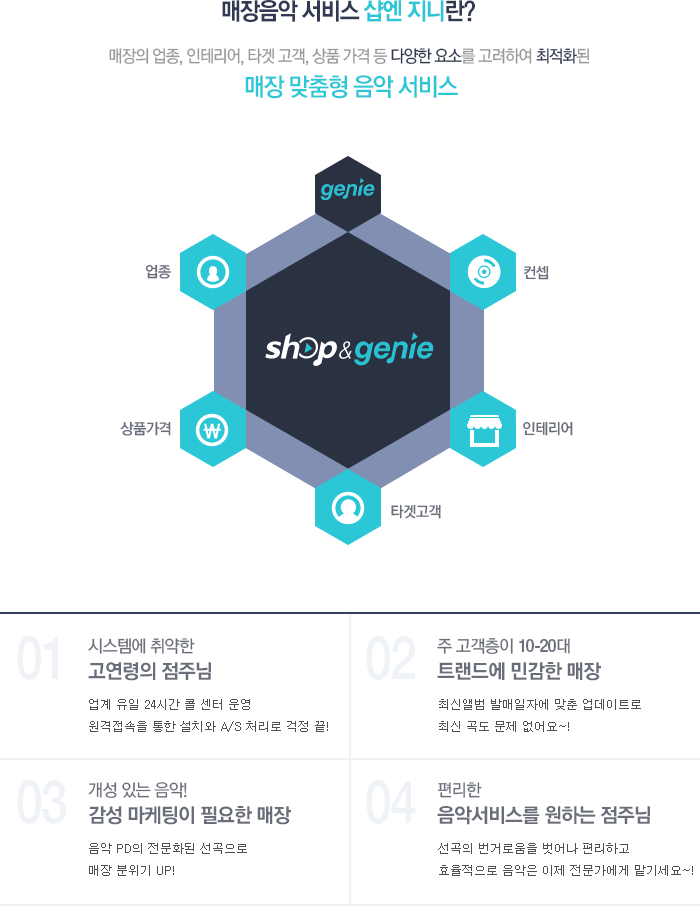 매장음악 서비스 샵엔 지니란?
매장의 업종, 인테리어, 타겟 고객, 상품 가격 등 다양한 요소를 고려하여 최적화된
매장 맞춤형 음악 서비스
genie
업종
컨셉
shop&genie
상품가격
인테리어
타겟고객
01
시스템에 취약한
고연령의 점주님
업계 유일 24시간 콜 센터 운영
원격접속을 통한 설치와 A/S 처리로 걱정 끝!
02
주 고객층이 10-20대
트랜드에 민감한 매장
최신앨범 발매일자에 맞춘 업데이트로
최신 곡도 문제 없어요~!
03
개성 있는 음악!
감성 마케팅이 필요한 매장
음악 PD의 전문화된 선곡으로
매장 분위기 UP!
04
편리한
음악서비스를 원하는 점주님
선곡의 번거로움을 벗어나 편리하고
효율적으로 음악은 이제 전문가에게 맡기세요~!